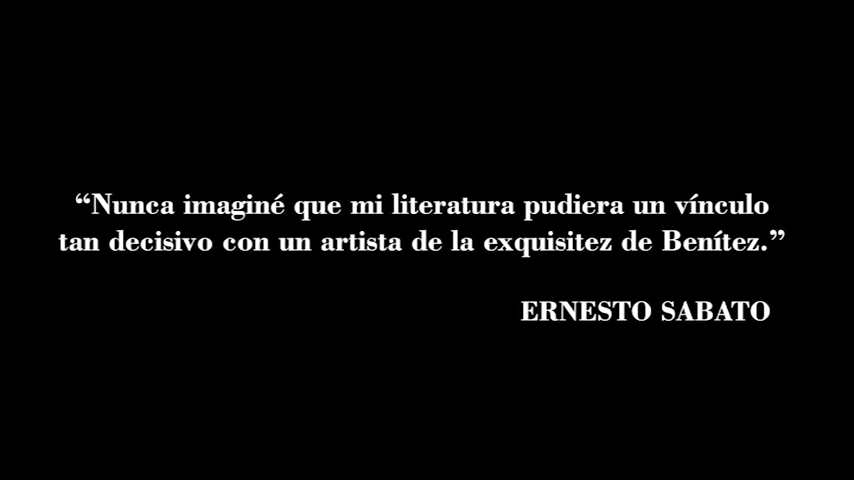 “Nunca imaginé que mi literatura pudiera un vínculo
tan decisivo con un artista de la exquisitez de Benítez.”
ERNESTO SABATO